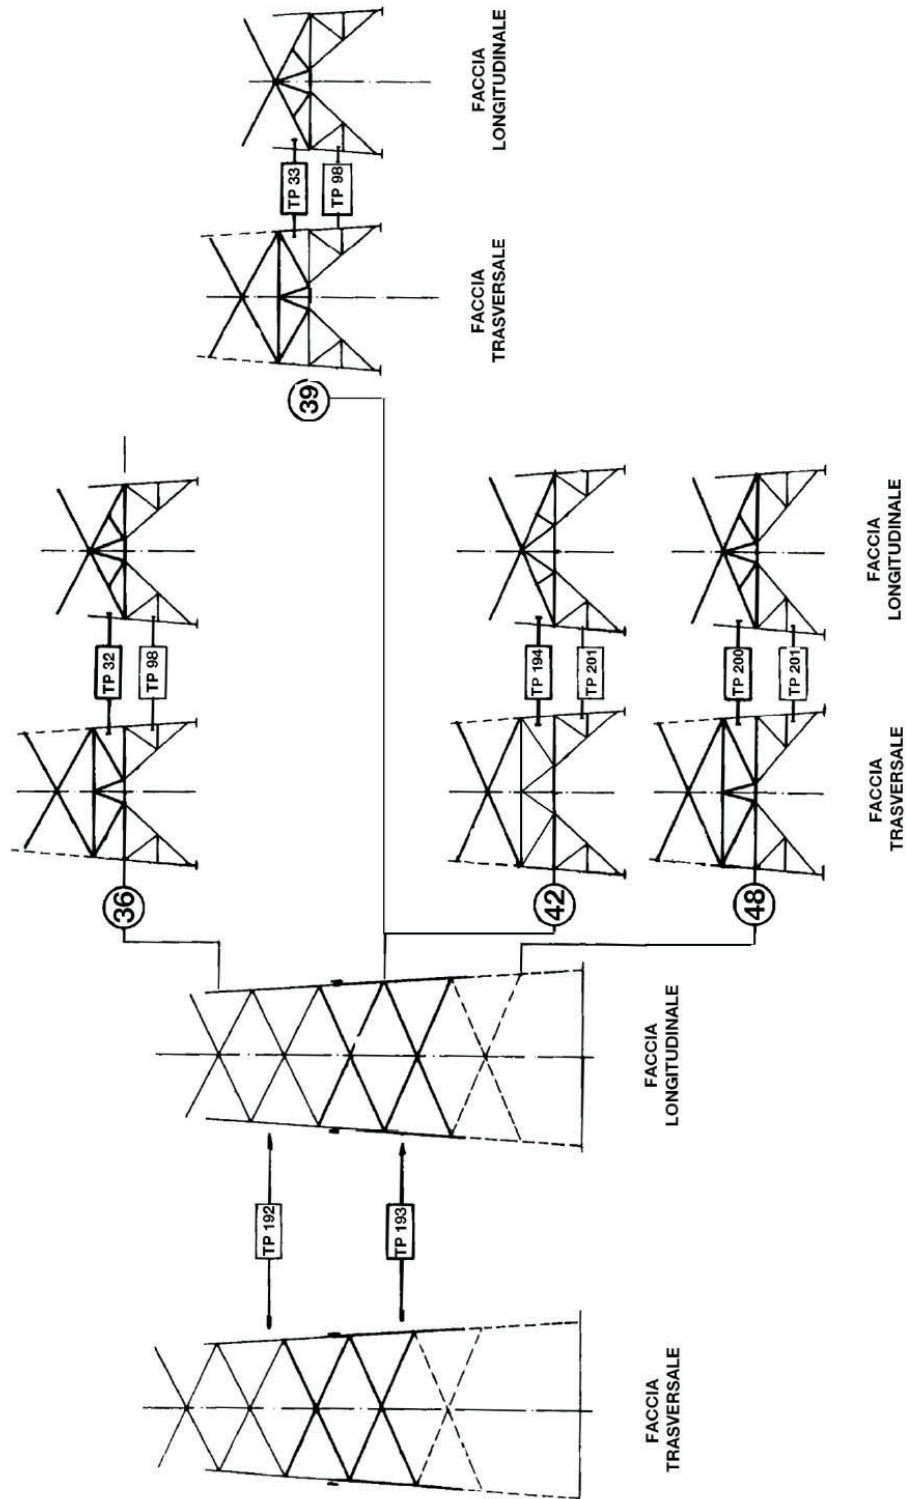 FACCIA
LONGITUDINALE
TP 33
TP 98
FACCIA
TRASVERSALE
39
TP 32
TP 98
36
TP 194
TP 201
42
TP 200
TP 201
48
FACCIA
LONGITUDINALE
FACCIA
TRASVERSALE
TP 192
TP 193
FACCIA
LONGITUDINALE
FACCIA
TRASVERSALE